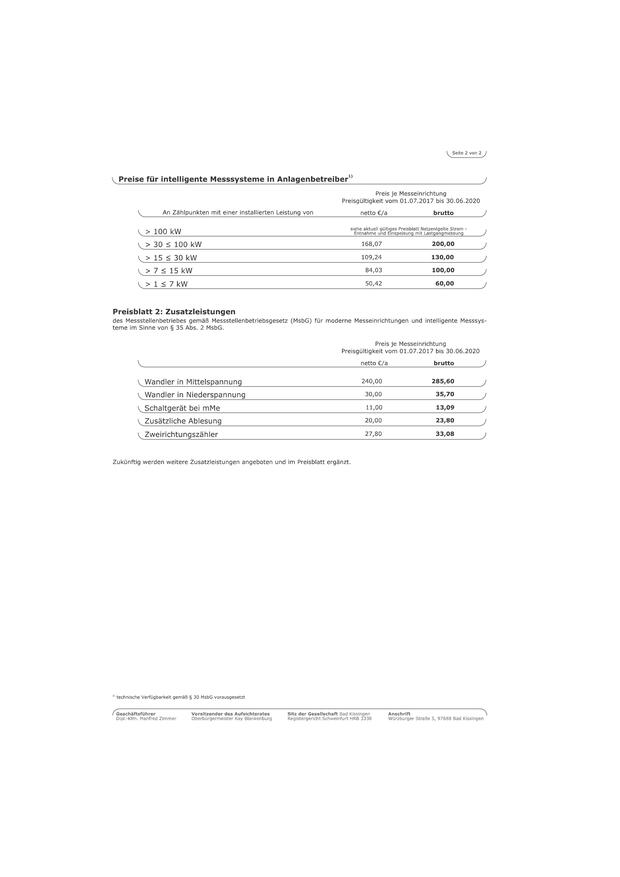 Seite 2 von 2
Preise für intelligente Messsysteme in Anlagenbetreiber¹⁾
Preis je Messeinrichtung
Preisgültigkeit vom 01.07.2017 bis 30.06.2020
An Zählpunkten mit einer installierten Leistung von netto €/a brutto
> 100 kW siehe aktuell gültiges Preisblatt Netzentgelte Strom –
Entnahme und Einspeisung mit Lastgangmessung
> 30 ≤ 100 kW 168,07 200,00
> 15 ≤ 30 kW 109,24 130,00
> 7 ≤ 15 kW 84,03 100,00
> 1 ≤ 7 kW 50,42 60,00
Preisblatt 2: Zusatzleistungen
des Messstellenbetriebes gemäß Messstellenbetriebsgesetz (MsbG) für moderne Messeinrichtungen und intelligente Messsys-
teme im Sinne von § 35 Abs. 2 MsbG.
Preis je Messeinrichtung
Preisgültigkeit vom 01.07.2017 bis 30.06.2020
netto €/a brutto
Wandler in Mittelspannung 240,00 285,60
Wandler in Niederspannung 30,00 35,70
Schaltgerät bei mMe 11,00 13,09
Zusätzliche Ablesung 20,00 23,80
Zweirichtungszähler 27,80 33,08
Zukünftig werden weitere Zusatzleistungen angeboten und im Preisblatt ergänzt.
¹⁾ technische Verfügbarkeit gemäß § 30 MsbG vorausgesetzt
Geschäftsführer Vorsitzender des Aufsichtsrates Sitz der Gesellschaft Bad Kissingen Anschrift
Dipl.-Kfm. Manfred Zimmer Oberbürgermeister Kay Blankenburg Registergericht Schweinfurt HRB 3336 Würzburger Straße 5, 97688 Bad Kissingen